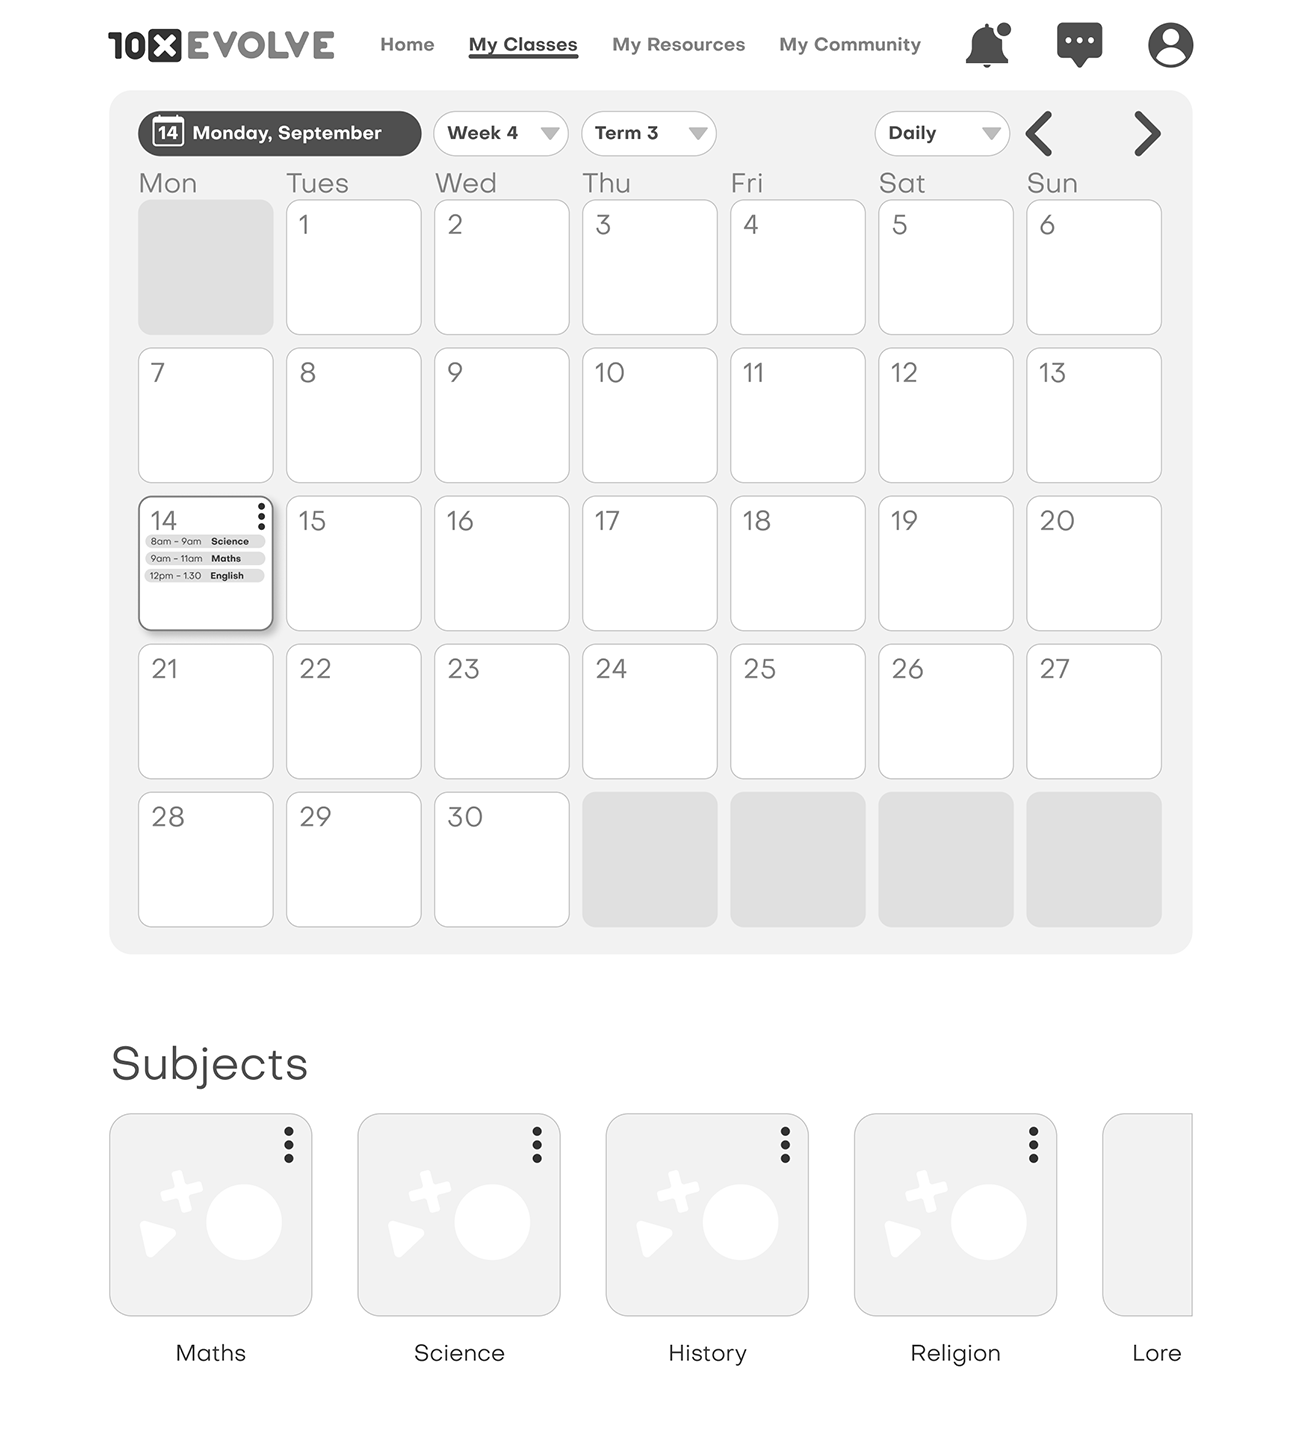 10XEVOLVE Home My Classes My Resources My Community
14 Monday, September Week 4 Term 3 Daily
Mon Tues Wed Thu Fri Sat Sun
1 2 3 4 5 6
7 8 9 10 11 12 13
14 15 16 17 18 19 20
8am - 9am Science
9am - 11am Maths
12pm - 1.30 English
21 22 23 24 25 26 27
28 29 30
Subjects
Maths Science History Religion Lore